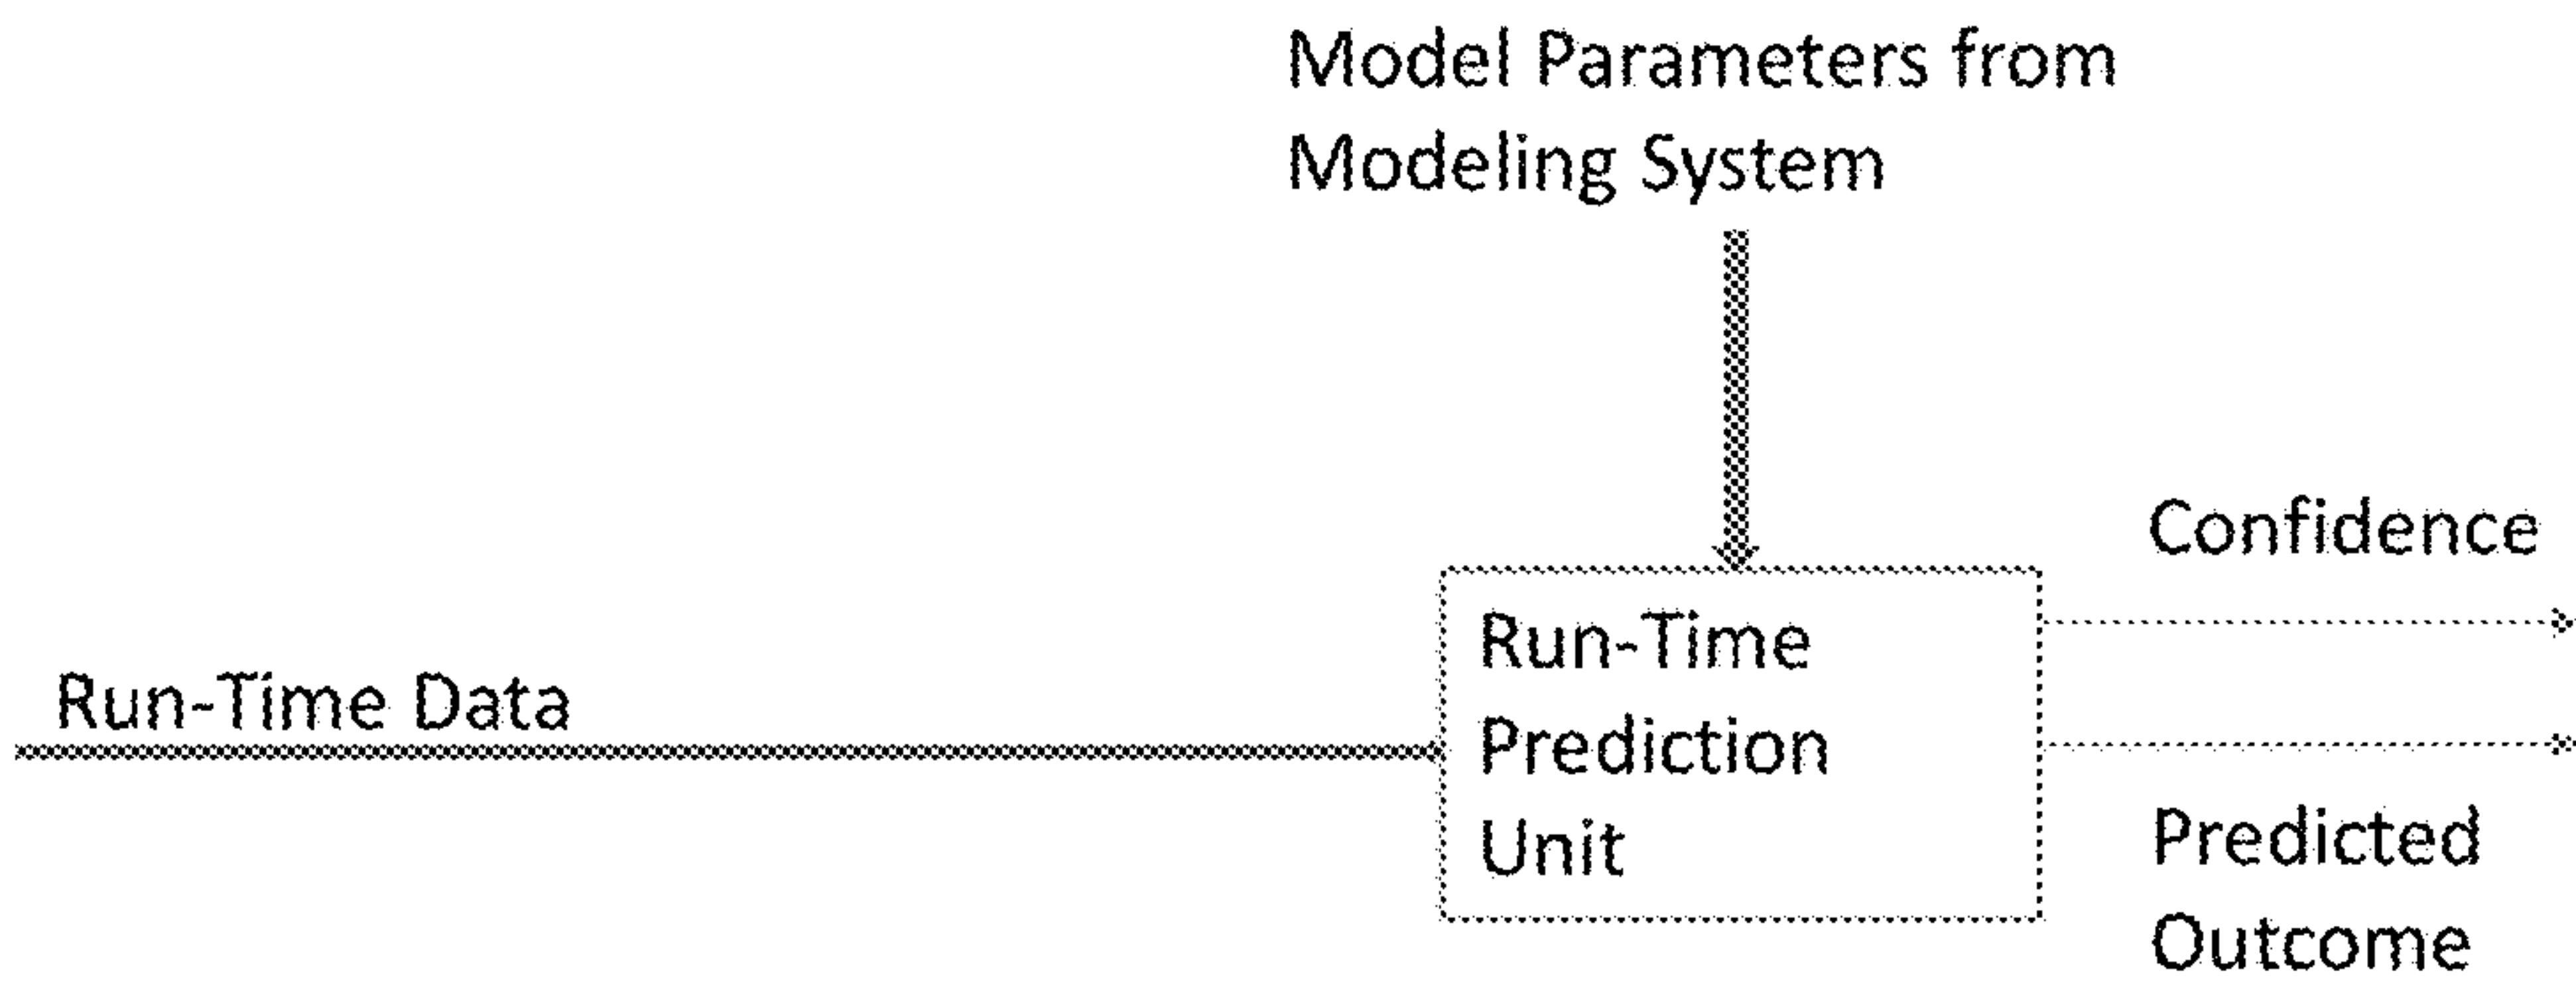 Model Parameters from
Modeling System
Confidence
Run-Time Data
Run-Time
Prediction
Unit
Predicted
Outcome